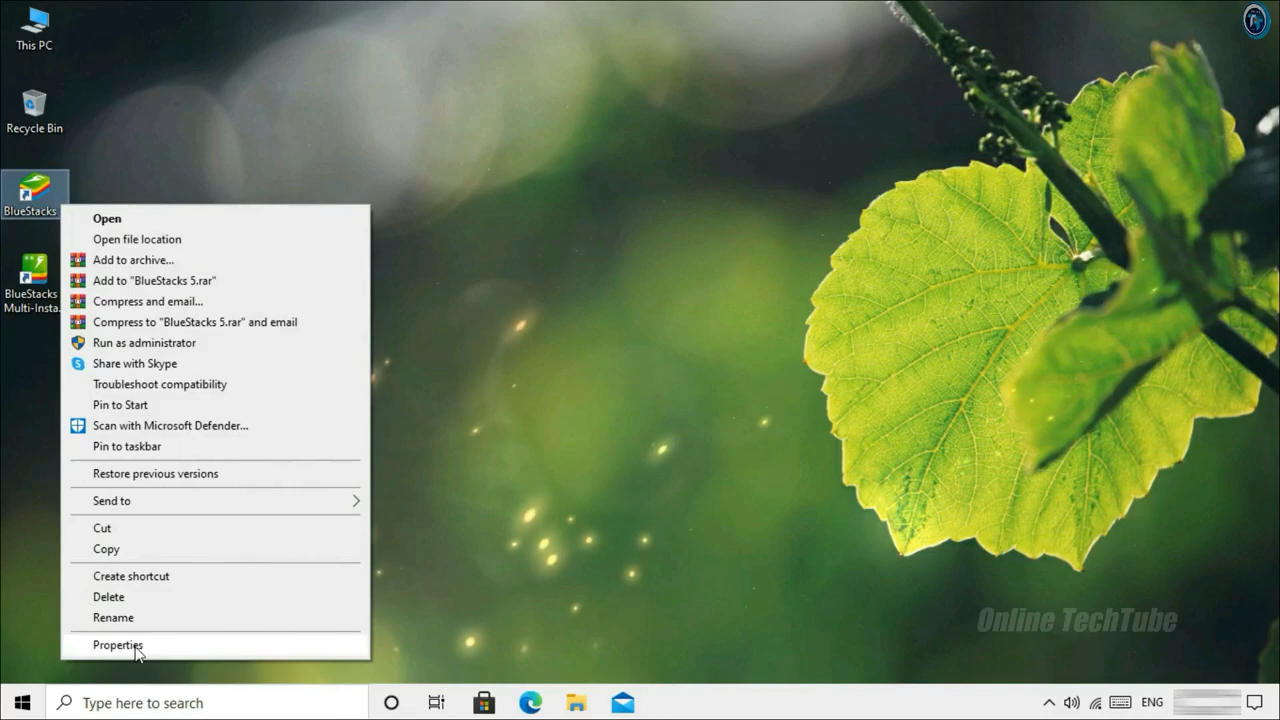 This PC
Recycle Bin
BlueStacks
BlueStacks
Multi-Insta...
Open
Open file location
Add to archive...
Add to "BlueStacks 5.rar"
Compress and email...
Compress to "BlueStacks 5.rar" and email
Run as administrator
Share with Skype
Troubleshoot compatibility
Pin to Start
Scan with Microsoft Defender...
Pin to taskbar
Restore previous versions
Send to
Cut
Copy
Create shortcut
Delete
Rename
Properties
Online TechTube
Type here to search
ENG